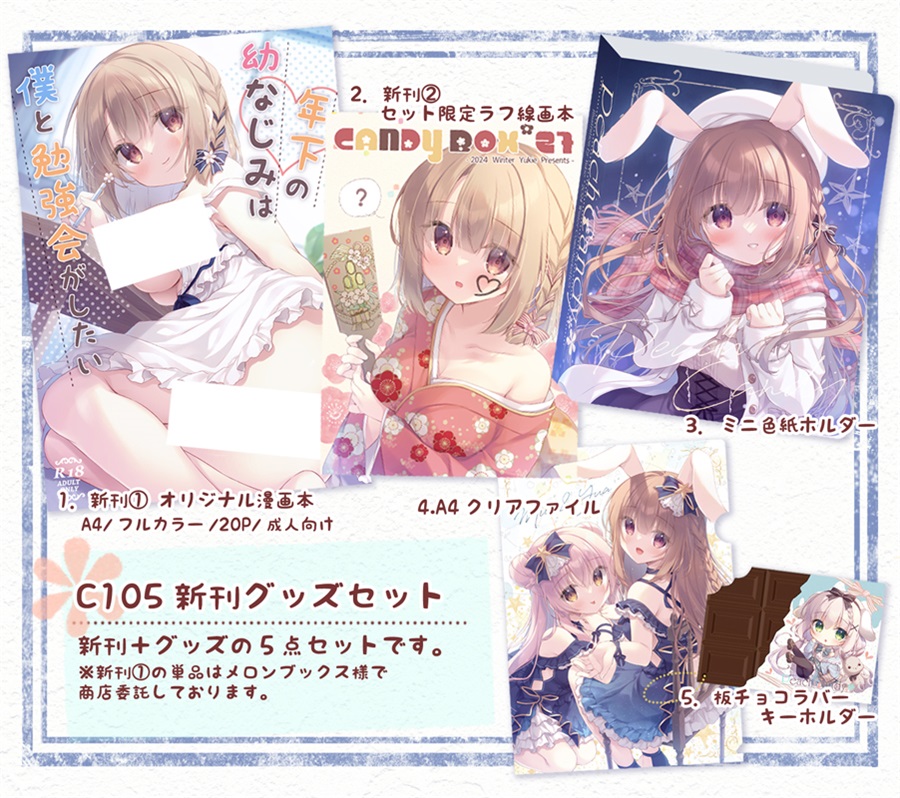 年下の
幼なじみは
僕と勉強会がしたい
R18
ADULT
ONLY
1. 新刊① オリジナル漫画本
A4/フルカラー/20P/成人向け
2. 新刊②
セット限定ラフ線画本
CANDY BOX 27
2024 Winter Yukie Presents-
?
3. ミニ色紙ホルダー
4.A4クリアファイル
5. 板チョコラバー
キーホルダー
C105 新刊グッズセット
新刊+グッズの5点セットです。
※新刊①の単品はメロンブックス様で
商店委託しております。